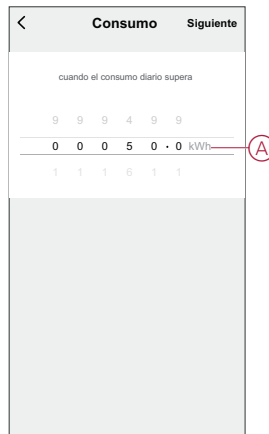 Consumo Siguiente
cuando el consumo diario supera
9 9 9 4 9 9
0 0 0 5 0 · 0 kWh A
1 1 1 6 1 1